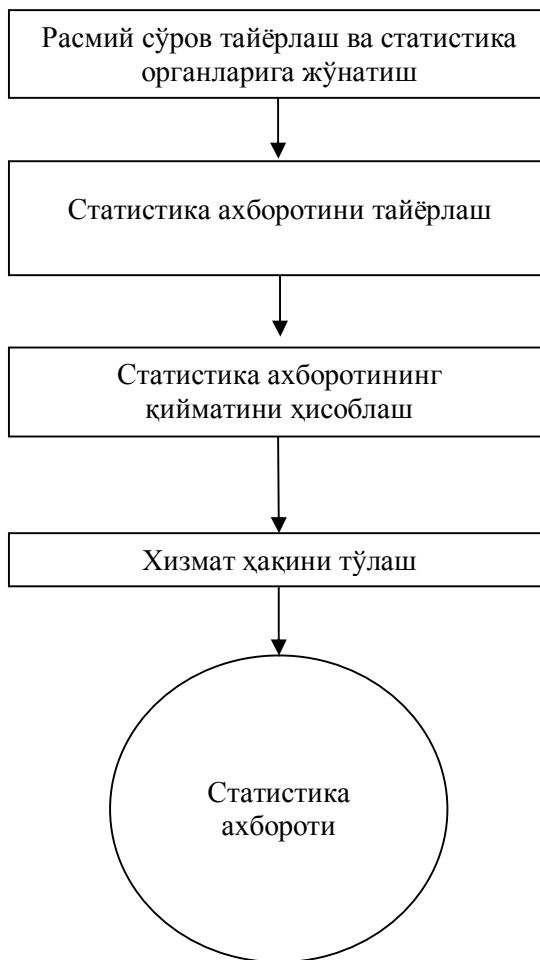 Расмий сўров тайёрлаш ва статистика
органларига жўнатиш
Статистика ахборотини тайёрлаш
Статистика ахборотининг
қийматини ҳисоблаш
Хизмат ҳақини тўлаш
Статистика
ахбороти